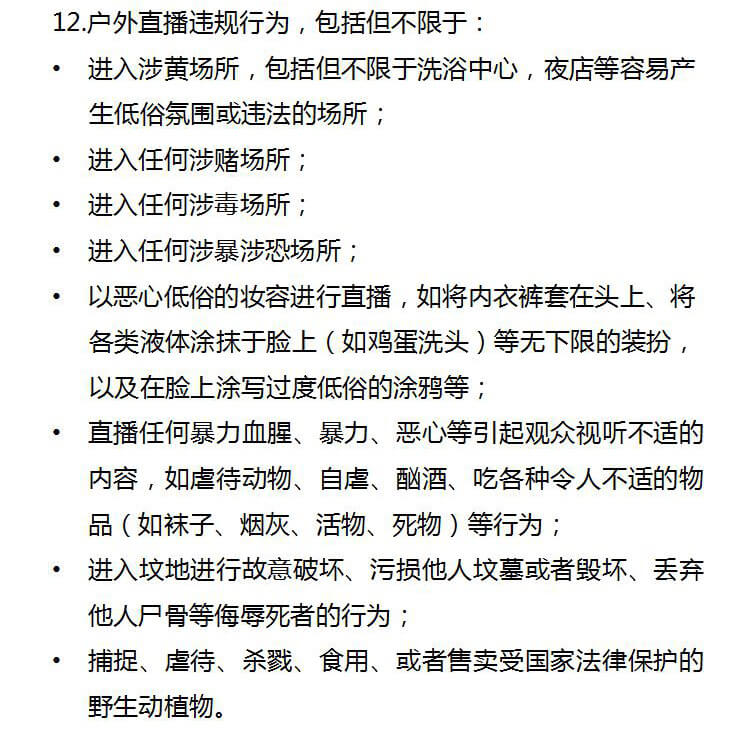 12.户外直播违规行为，包括但不限于：
• 进入涉黄场所，包括但不限于洗浴中心，夜店等容易产
生低俗氛围或违法的场所；
• 进入任何涉赌场所；
• 进入任何涉毒场所；
• 进入任何涉暴涉恐场所；
• 以恶心低俗的妆容进行直播，如将内衣裤套在头上、将
各类液体涂抹于脸上（如鸡蛋洗头）等无下限的装扮，
以及在脸上涂写过度低俗的涂鸦等；
• 直播任何暴力血腥、暴力、恶心等引起观众视听不适的
内容，如虐待动物、自虐、酗酒、吃各种令人不适的物
品（如袜子、烟灰、活物、死物）等行为；
• 进入坟地进行故意破坏、污损他人坟墓或者毁坏、丢弃
他人尸骨等侮辱死者的行为；
• 捕捉、虐待、杀戮、食用、或者售卖受国家法律保护的
野生动植物。